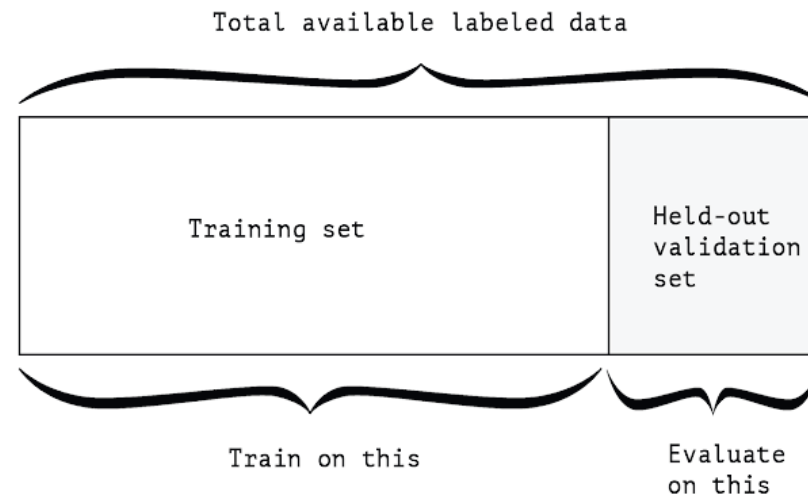 Total available labeled data
Training set
Held-out
validation
set
Train on this
Evaluate
on this